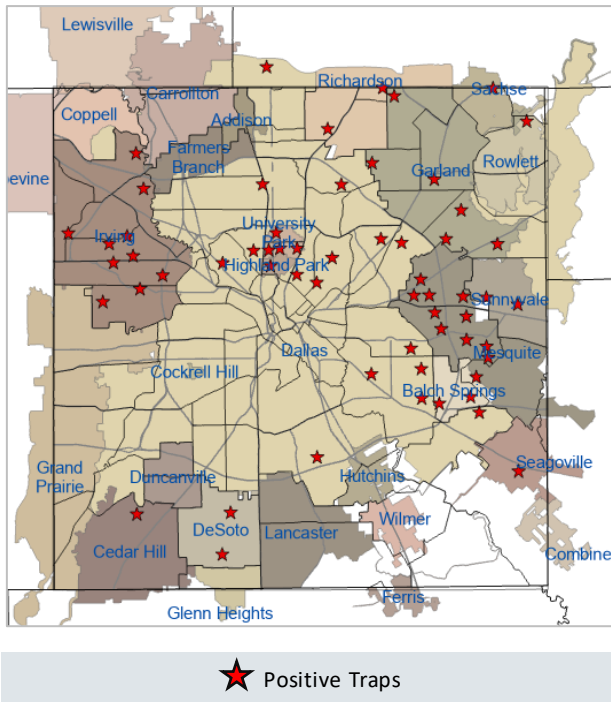 Lewisville
Richardson
Carrollton
Sachse
Coppell
Addison
Farmers
Branch
Garland
Rowlett
evine
University
Park
Irving
Highland Park
Sunnvale
Dallas
Mesquite
Cockrell Hill
Balch Springs
Grand
Prairie
Duncanville
Hutchins
Seagoville
DeSoto
Lancaster
Wilmer
Cedar Hill
Combine
Ferris
Glenn Heights
Positive Traps